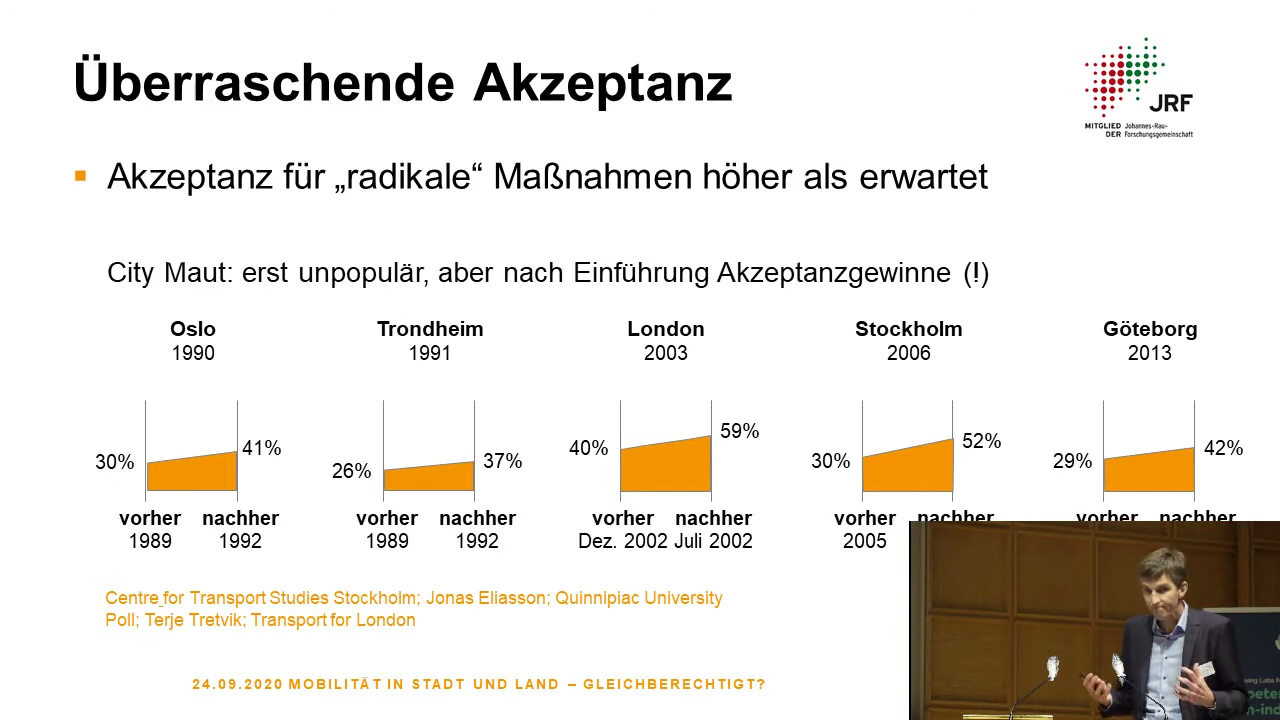 Überraschende Akzeptanz
JRF
MITGLIED Johannes-Rau-
DER Forschungsgemeinschaft
Akzeptanz für „radikale“ Maßnahmen höher als erwartet
City Maut: erst unpopulär, aber nach Einführung Akzeptanzgewinne (!)
Oslo Trondheim London Stockholm Göteborg
1990 1991 2003 2006 2013
30% 41% 26% 37% 40% 59% 30% 52% 29% 42%
vorher nachher vorher nachher vorher nachher vorher nachher vorher nachher
1989 1992 1989 1992 Dez. 2002 Juli 2002 2005
Centre for Transport Studies Stockholm; Jonas Eliasson; Quinnipiac University
Poll; Terje Tretvik; Transport for London
24.09.2020 MOBILITÄT IN STADT UND LAND – GLEICHBERECHTIGT?